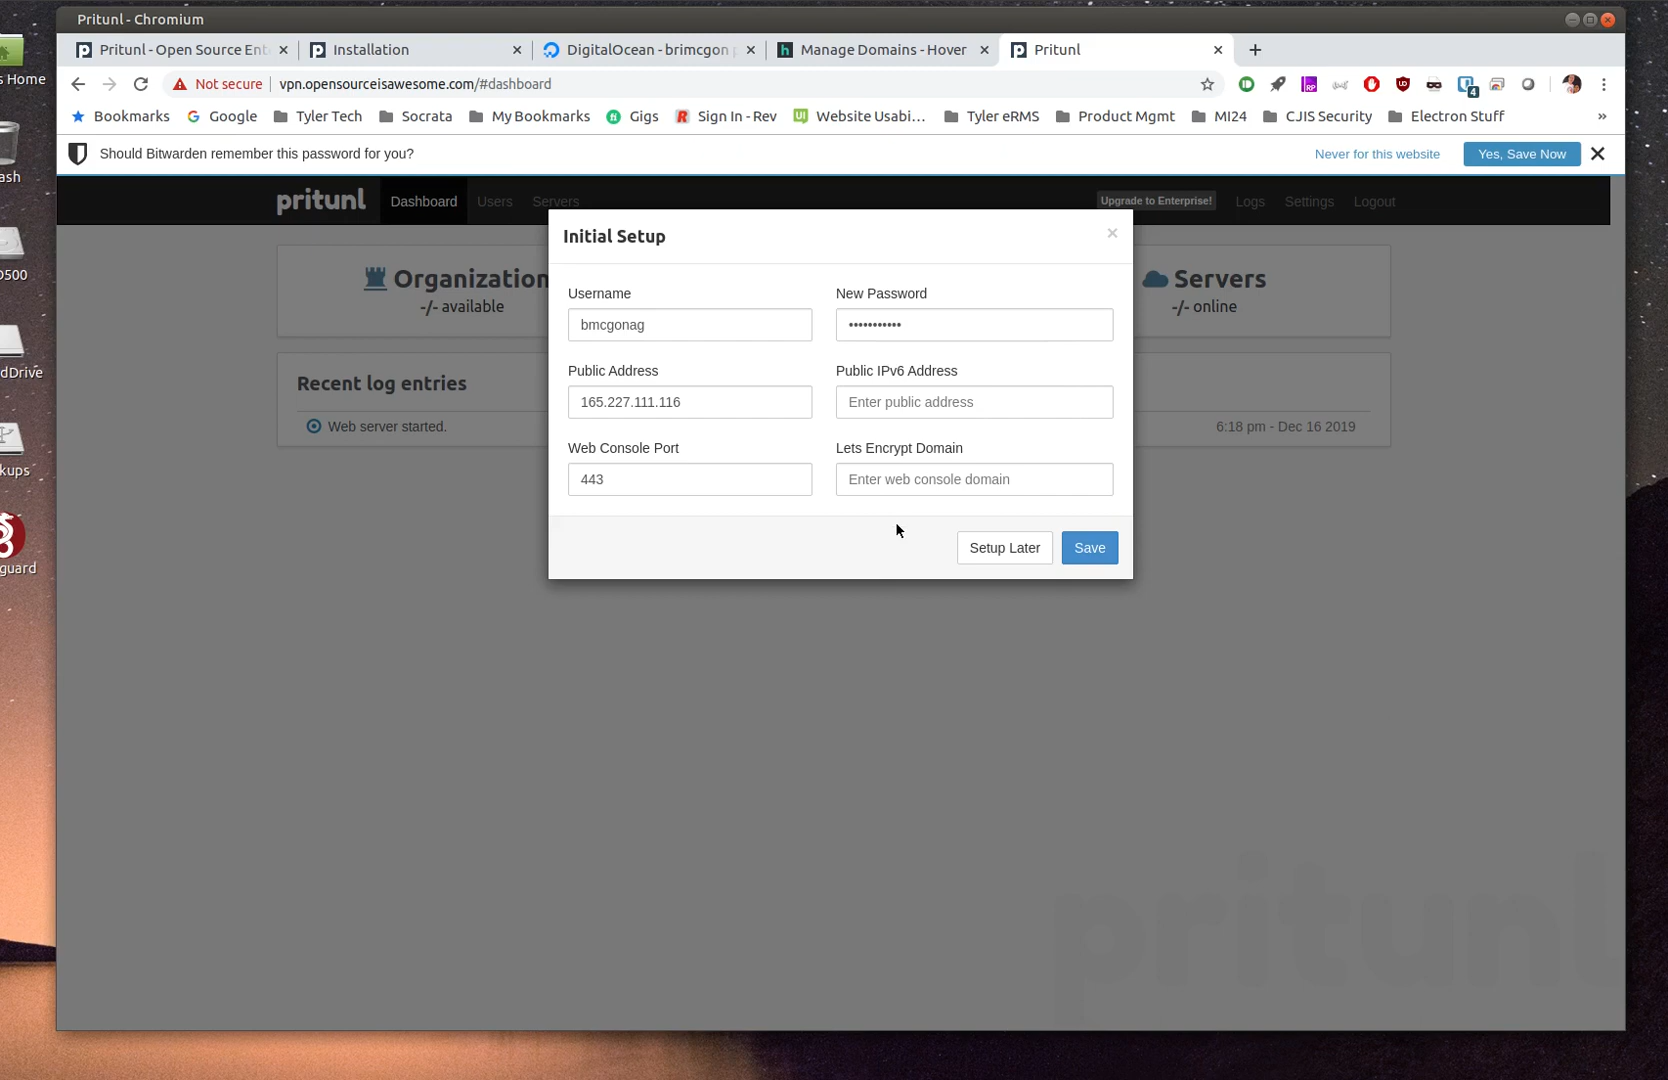 Pritunl - Chromium
Pritunl - Open Source Ent
Installation
DigitalOcean - brimcgon
Manage Domains - Hover
Pritunl
Not secure
vpn.opensourceisawesome.com/#dashboard
4
Bookmarks
Google
Tyler Tech
Socrata
My Bookmarks
Gigs
Sign In - Rev
Website Usabi...
Tyler eRMS
Product Mgmt
MI24
CJIS Security
Electron Stuff
»
Should Bitwarden remember this password for you?
Never for this website
Yes, Save Now
pritunl
Dashboard
Users
Servers
Upgrade to Enterprise!
Logs
Settings
Logout
s Home
ash
0500
dDrive
kups
guard
Initial Setup
×
Username
New Password
bmcgonag
•••••••••••
Public Address
Public IPv6 Address
165.227.111.116
Enter public address
Web Console Port
Lets Encrypt Domain
443
Enter web console domain
Setup Later
Save
Organization
-/- available
Servers
-/- online
Recent log entries
Web server started.
6:18 pm - Dec 16 2019
pritunl